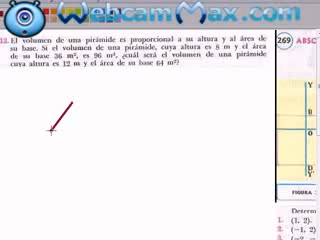 WebcamMax.com
12. El volumen de una pirámide es proporcional a su altura y al área de
su base. Si el volumen de una pirámide, cuya altura es 8 m y el área
de su base 36 m², es 96 m³, ¿cuál será el volumen de una pirámide
cuya altura es 12 m y el área de su base 64 m²?
269 ABSC
Y
B
O
D
Y'
FIGURA
Determ
1. (1, 2).
2. (−1, 2)